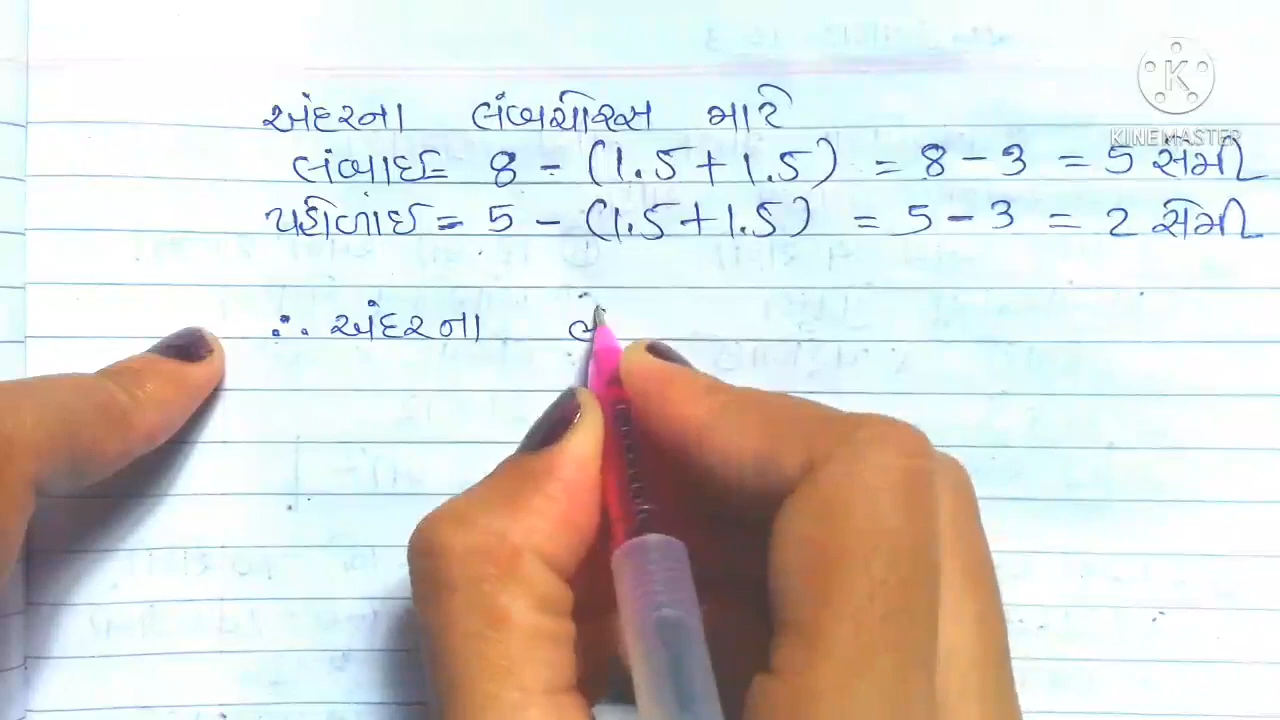 અંદરના લંબચોરસ માટે
લંબાઈ = 8 - (1.5 + 1.5) = 8 - 3 = 5 સેમી
પહોળાઈ = 5 - (1.5 + 1.5) = 5 - 3 = 2 સેમી
∴ અંદરના
KINEMASTER